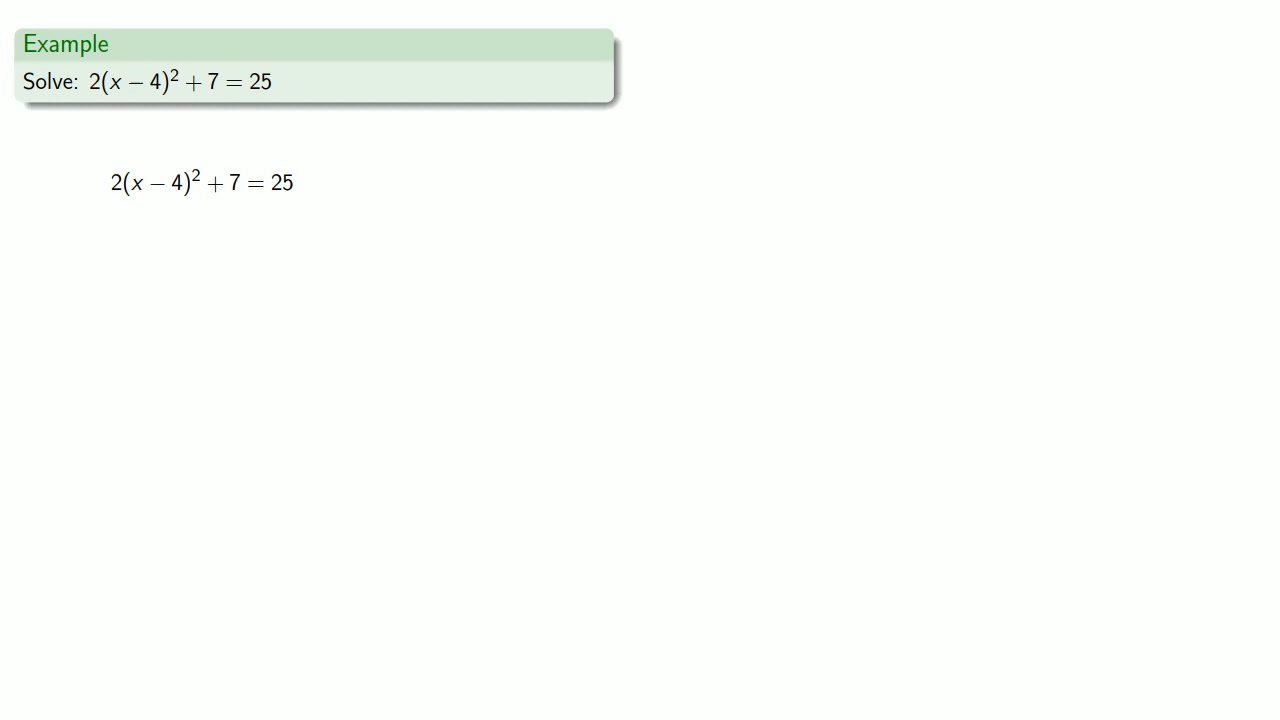 Example
Solve: 2(x − 4)² + 7 = 25
2(x − 4)² + 7 = 25